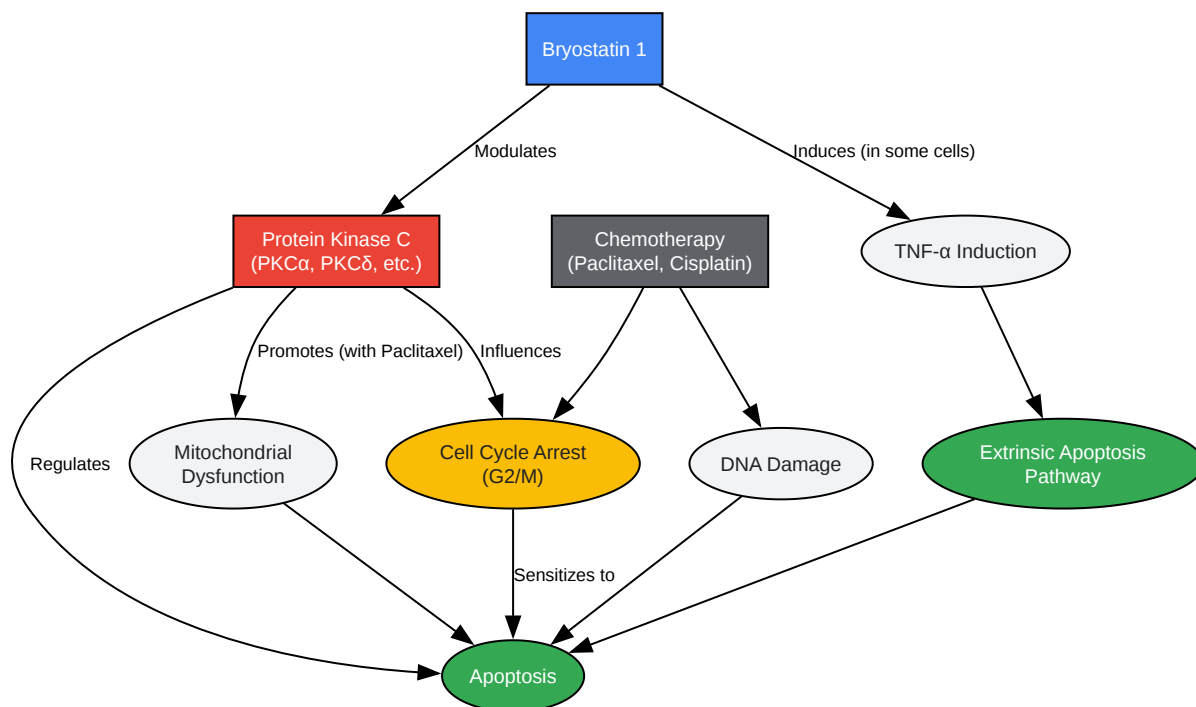 Bryostatin 1
Modulates
Induces (in some cells)
Protein Kinase C
(PKCα, PKCδ, etc.)
Chemotherapy
(Paclitaxel, Cisplatin)
TNF-α Induction
Promotes (with Paclitaxel)
Influences
Regulates
Mitochondrial
Dysfunction
Cell Cycle Arrest
(G2/M)
DNA Damage
Extrinsic Apoptosis
Pathway
Sensitizes to
Apoptosis